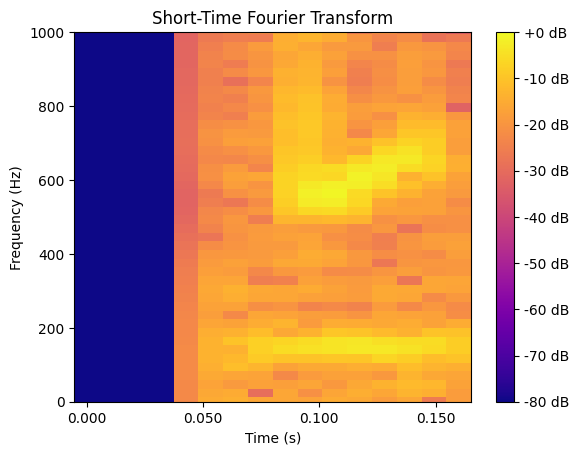 Short-Time Fourier Transform
1000
800
600
400
200
0
Frequency (Hz)
0.000
0.050
0.100
0.150
Time (s)
+0 dB
-10 dB
-20 dB
-30 dB
-40 dB
-50 dB
-60 dB
-70 dB
-80 dB